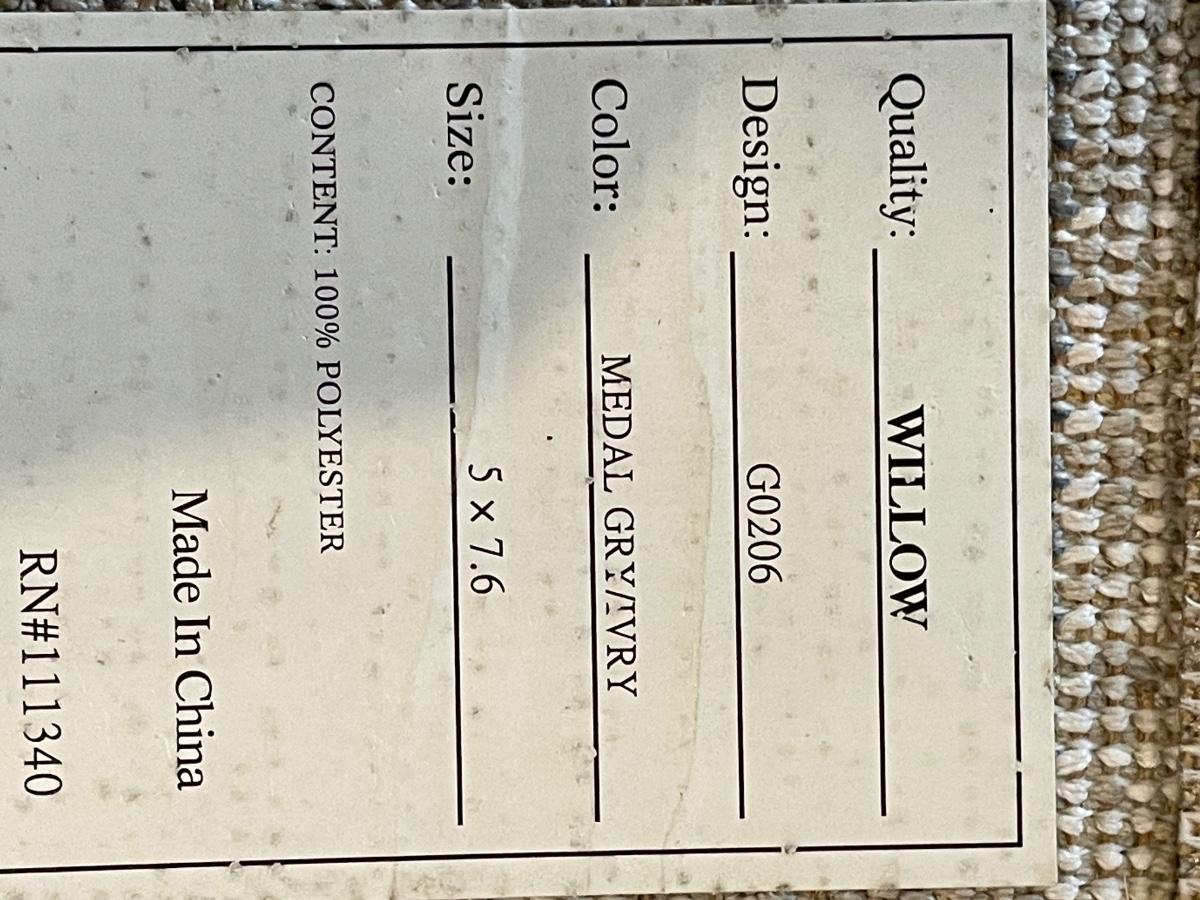 Quality: WILLOW
Design: G0206
Color: MEDAL GRY/IVRY
Size: 5 x 7.6
CONTENT: 100% POLYESTER
Made In China
RN#111340